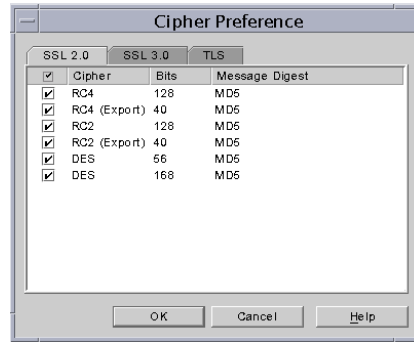 Cipher Preference
SSL 2.0 SSL 3.0 TLS
Cipher Bits Message Digest
RC4 128 MD5
RC4 (Export) 40 MD5
RC2 128 MD5
RC2 (Export) 40 MD5
DES 56 MD5
DES 168 MD5
OK Cancel Help